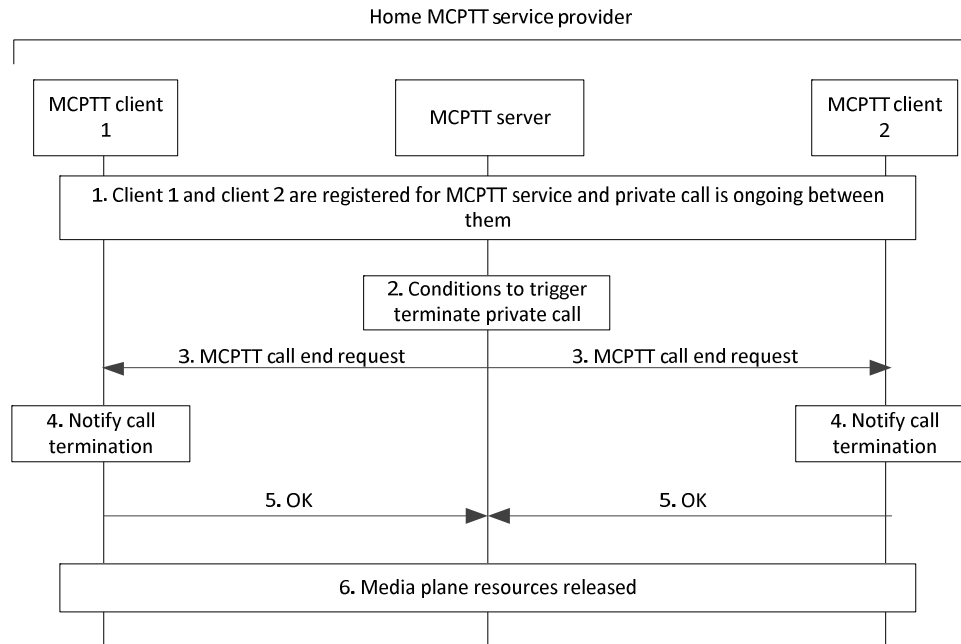 Home MCPTT service provider
MCPTT client
1
MCPTT server
MCPTT client
2
1. Client 1 and client 2 are registered for MCPTT service and private call is ongoing between
them
2. Conditions to trigger
terminate private call
3. MCPTT call end request
3. MCPTT call end request
4. Notify call
termination
4. Notify call
termination
5. OK
5. OK
6. Media plane resources released